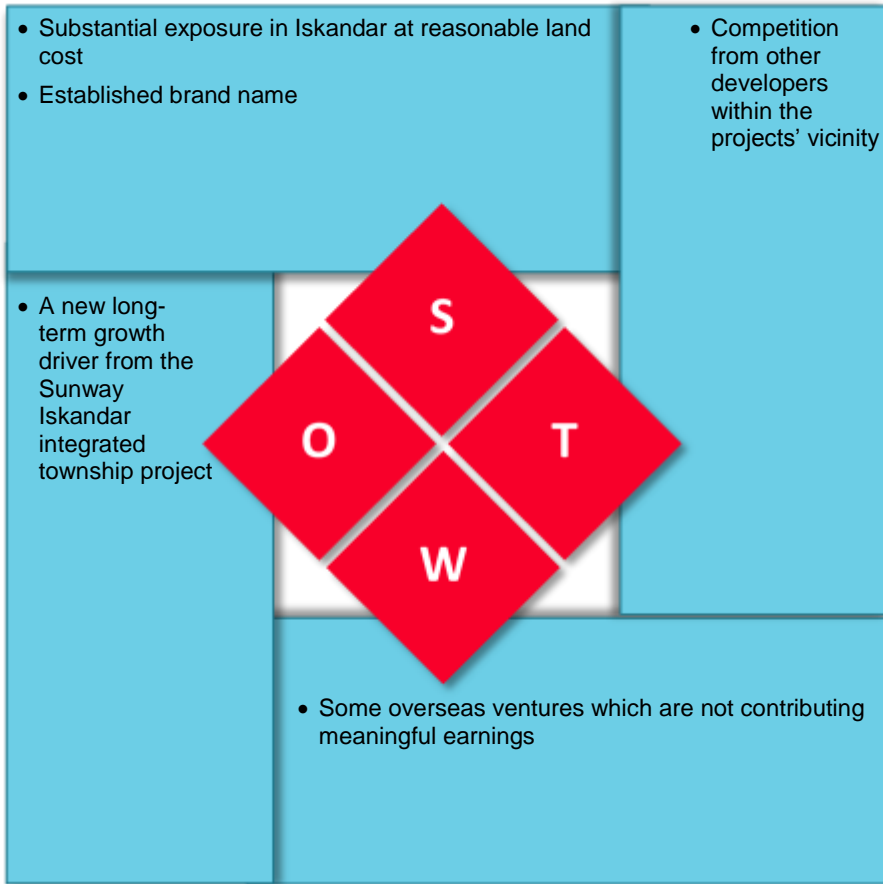 • Substantial exposure in Iskandar at reasonable land
cost
• Established brand name
• Competition
from other
developers
within the
projects’ vicinity
• A new long-
term growth
driver from the
Sunway
Iskandar
integrated
township project
S
O
T
W
• Some overseas ventures which are not contributing
meaningful earnings